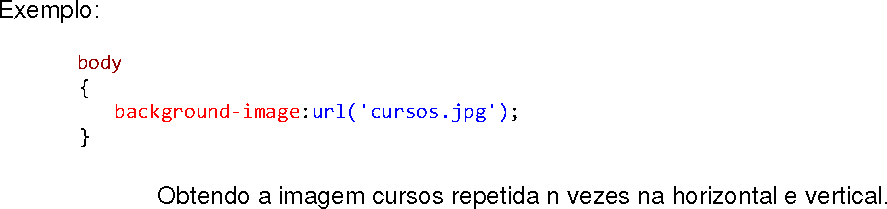 Exemplo:
body
{
background-image:url('cursos.jpg');
}
Obtendo a imagem cursos repetida n vezes na horizontal e vertical.